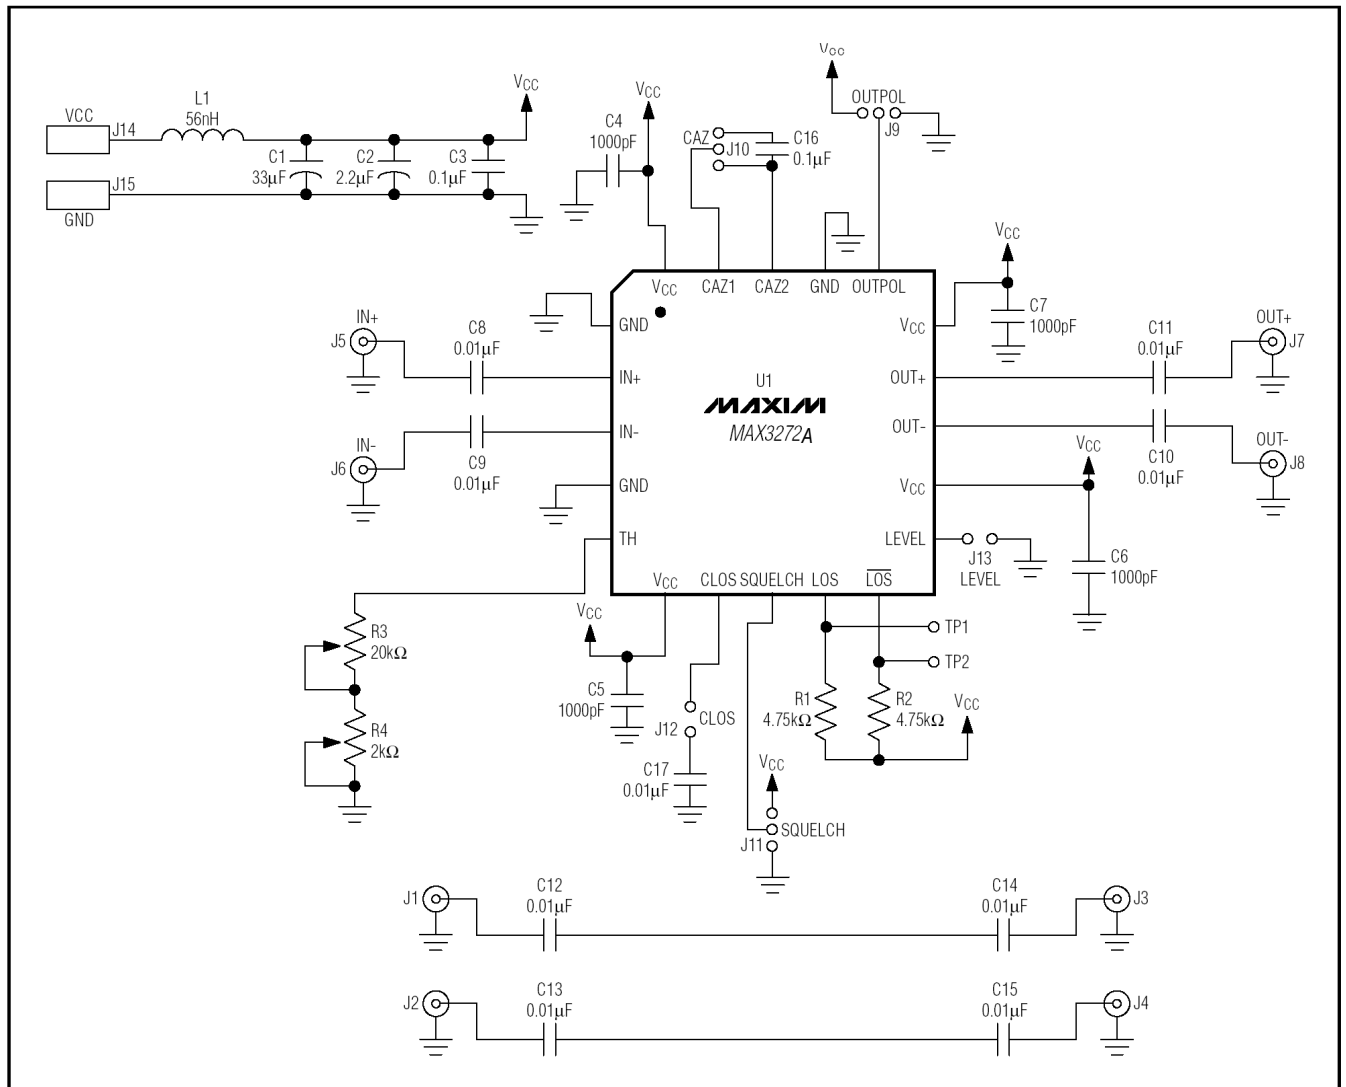 VCC
J14
L1
56nH
VCC
C1
33µF
C2
2.2µF
C3
0.1µF
J15
GND
C4
1000pF
VCC
CAZ
J10
C16
0.1µF
VCC
OUTPOL
J9
VCC
C7
1000pF
VCC
CAZ1
CAZ2
GND
OUTPOL
GND
IN+
IN-
GND
TH
VCC
OUT+
OUT-
VCC
LEVEL
U1
MAXIM
MAX3272A
VCC
CLOS
SQUELCH
LOS
LOS
IN+
J5
C8
0.01µF
IN-
J6
C9
0.01µF
C11
0.01µF
OUT+
J7
C10
0.01µF
OUT-
J8
VCC
C6
1000pF
J13
LEVEL
R3
20kΩ
R4
2kΩ
VCC
C5
1000pF
J12
CLOS
C17
0.01µF
TP1
TP2
R1
4.75kΩ
R2
4.75kΩ
VCC
VCC
SQUELCH
J11
J1
C12
0.01µF
C14
0.01µF
J3
J2
C13
0.01µF
C15
0.01µF
J4